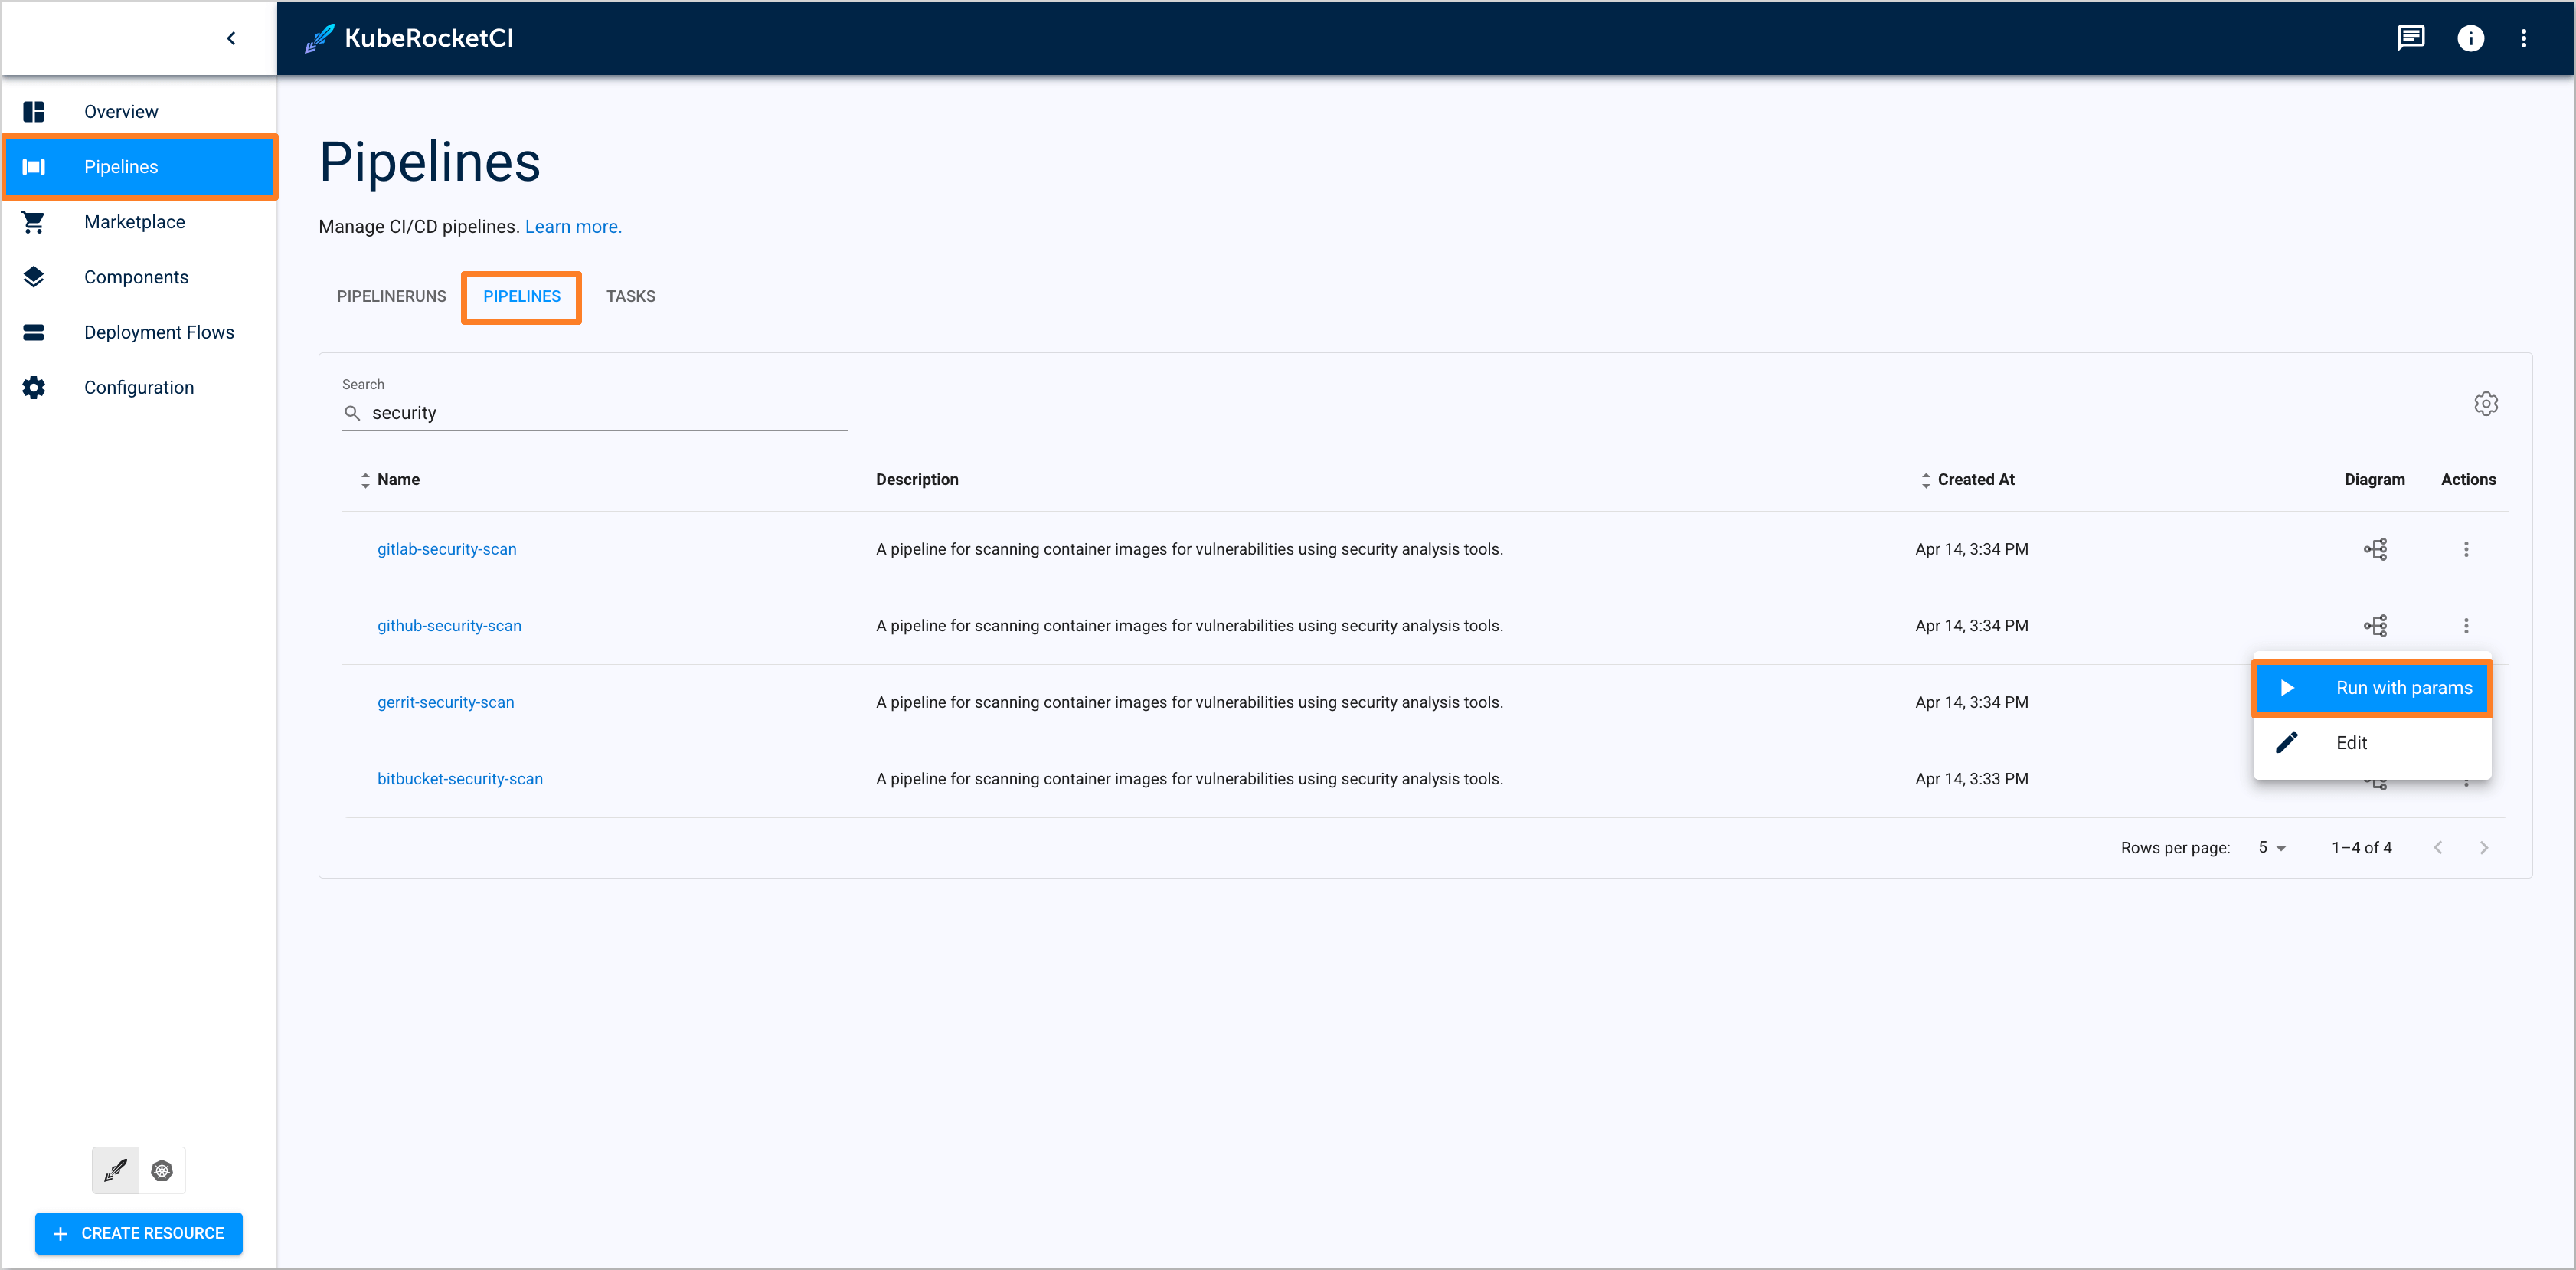 KubeRocketCI
Overview
Pipelines
Marketplace
Components
Deployment Flows
Configuration
CREATE RESOURCE
Pipelines
Manage CI/CD pipelines. Learn more.
PIPELINERUNS PIPELINES TASKS
Search
security
Name Description Created At Diagram Actions
gitlab-security-scan A pipeline for scanning container images for vulnerabilities using security analysis tools. Apr 14, 3:34 PM
github-security-scan A pipeline for scanning container images for vulnerabilities using security analysis tools. Apr 14, 3:34 PM
gerrit-security-scan A pipeline for scanning container images for vulnerabilities using security analysis tools. Apr 14, 3:34 PM
bitbucket-security-scan A pipeline for scanning container images for vulnerabilities using security analysis tools. Apr 14, 3:33 PM
Run with params
Edit
Rows per page: 5 1–4 of 4